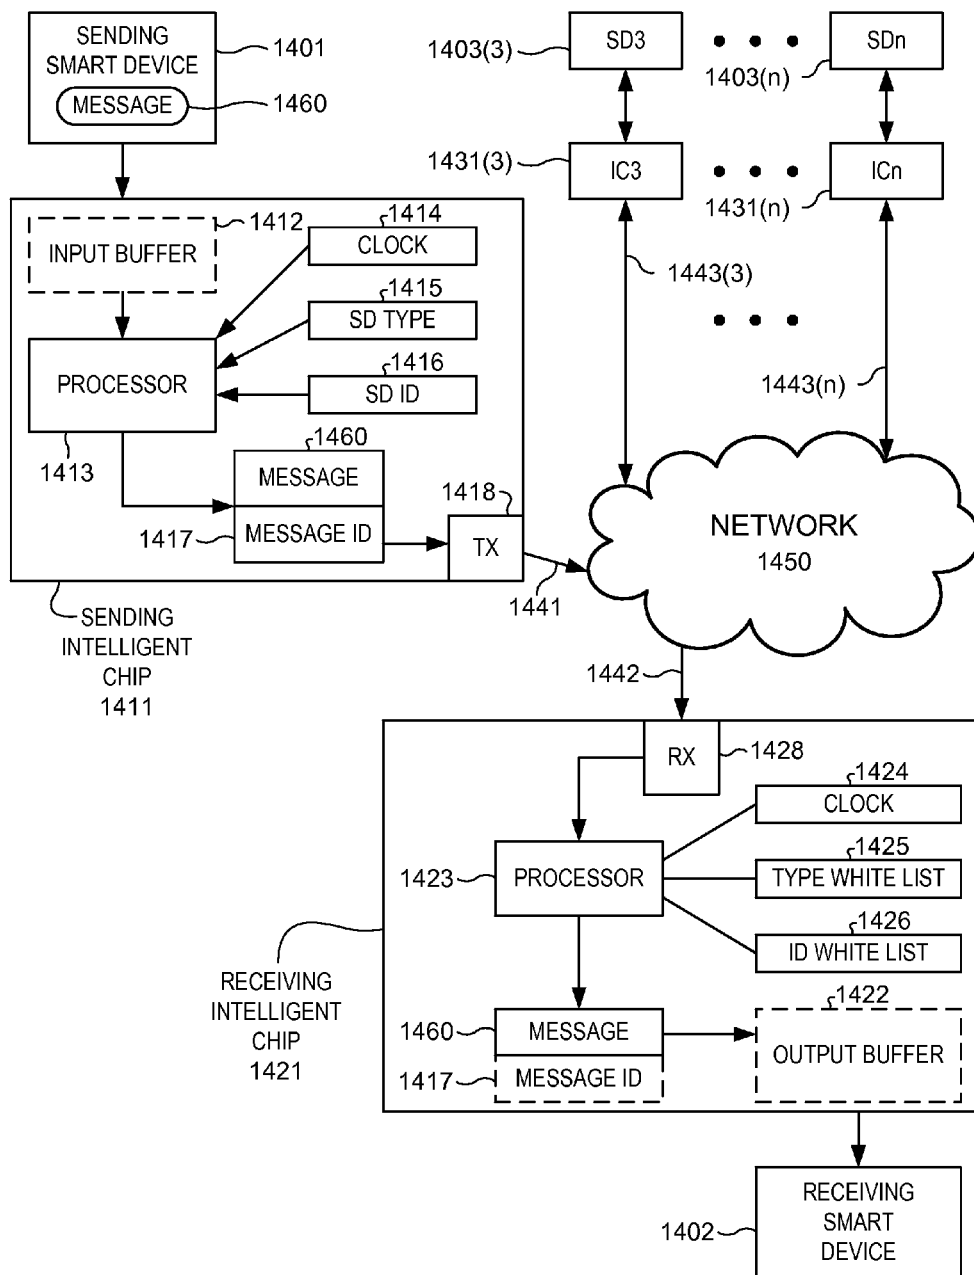 SENDING
SMART DEVICE
MESSAGE
1401
1460
1403(3)
SD3
SDn
1403(n)
1431(3)
IC3
ICn
1431(n)
1443(3)
1443(n)
1412
INPUT BUFFER
1414
CLOCK
1415
SD TYPE
1416
SD ID
PROCESSOR
1413
1460
MESSAGE
1417
MESSAGE ID
1418
TX
1441
NETWORK
1450
SENDING
INTELLIGENT
CHIP
1411
1442
RX
1428
1424
CLOCK
1423
PROCESSOR
1425
TYPE WHITE LIST
1426
ID WHITE LIST
RECEIVING
INTELLIGENT
CHIP
1421
1460
MESSAGE
1417
MESSAGE ID
1422
OUTPUT BUFFER
1402
RECEIVING
SMART
DEVICE